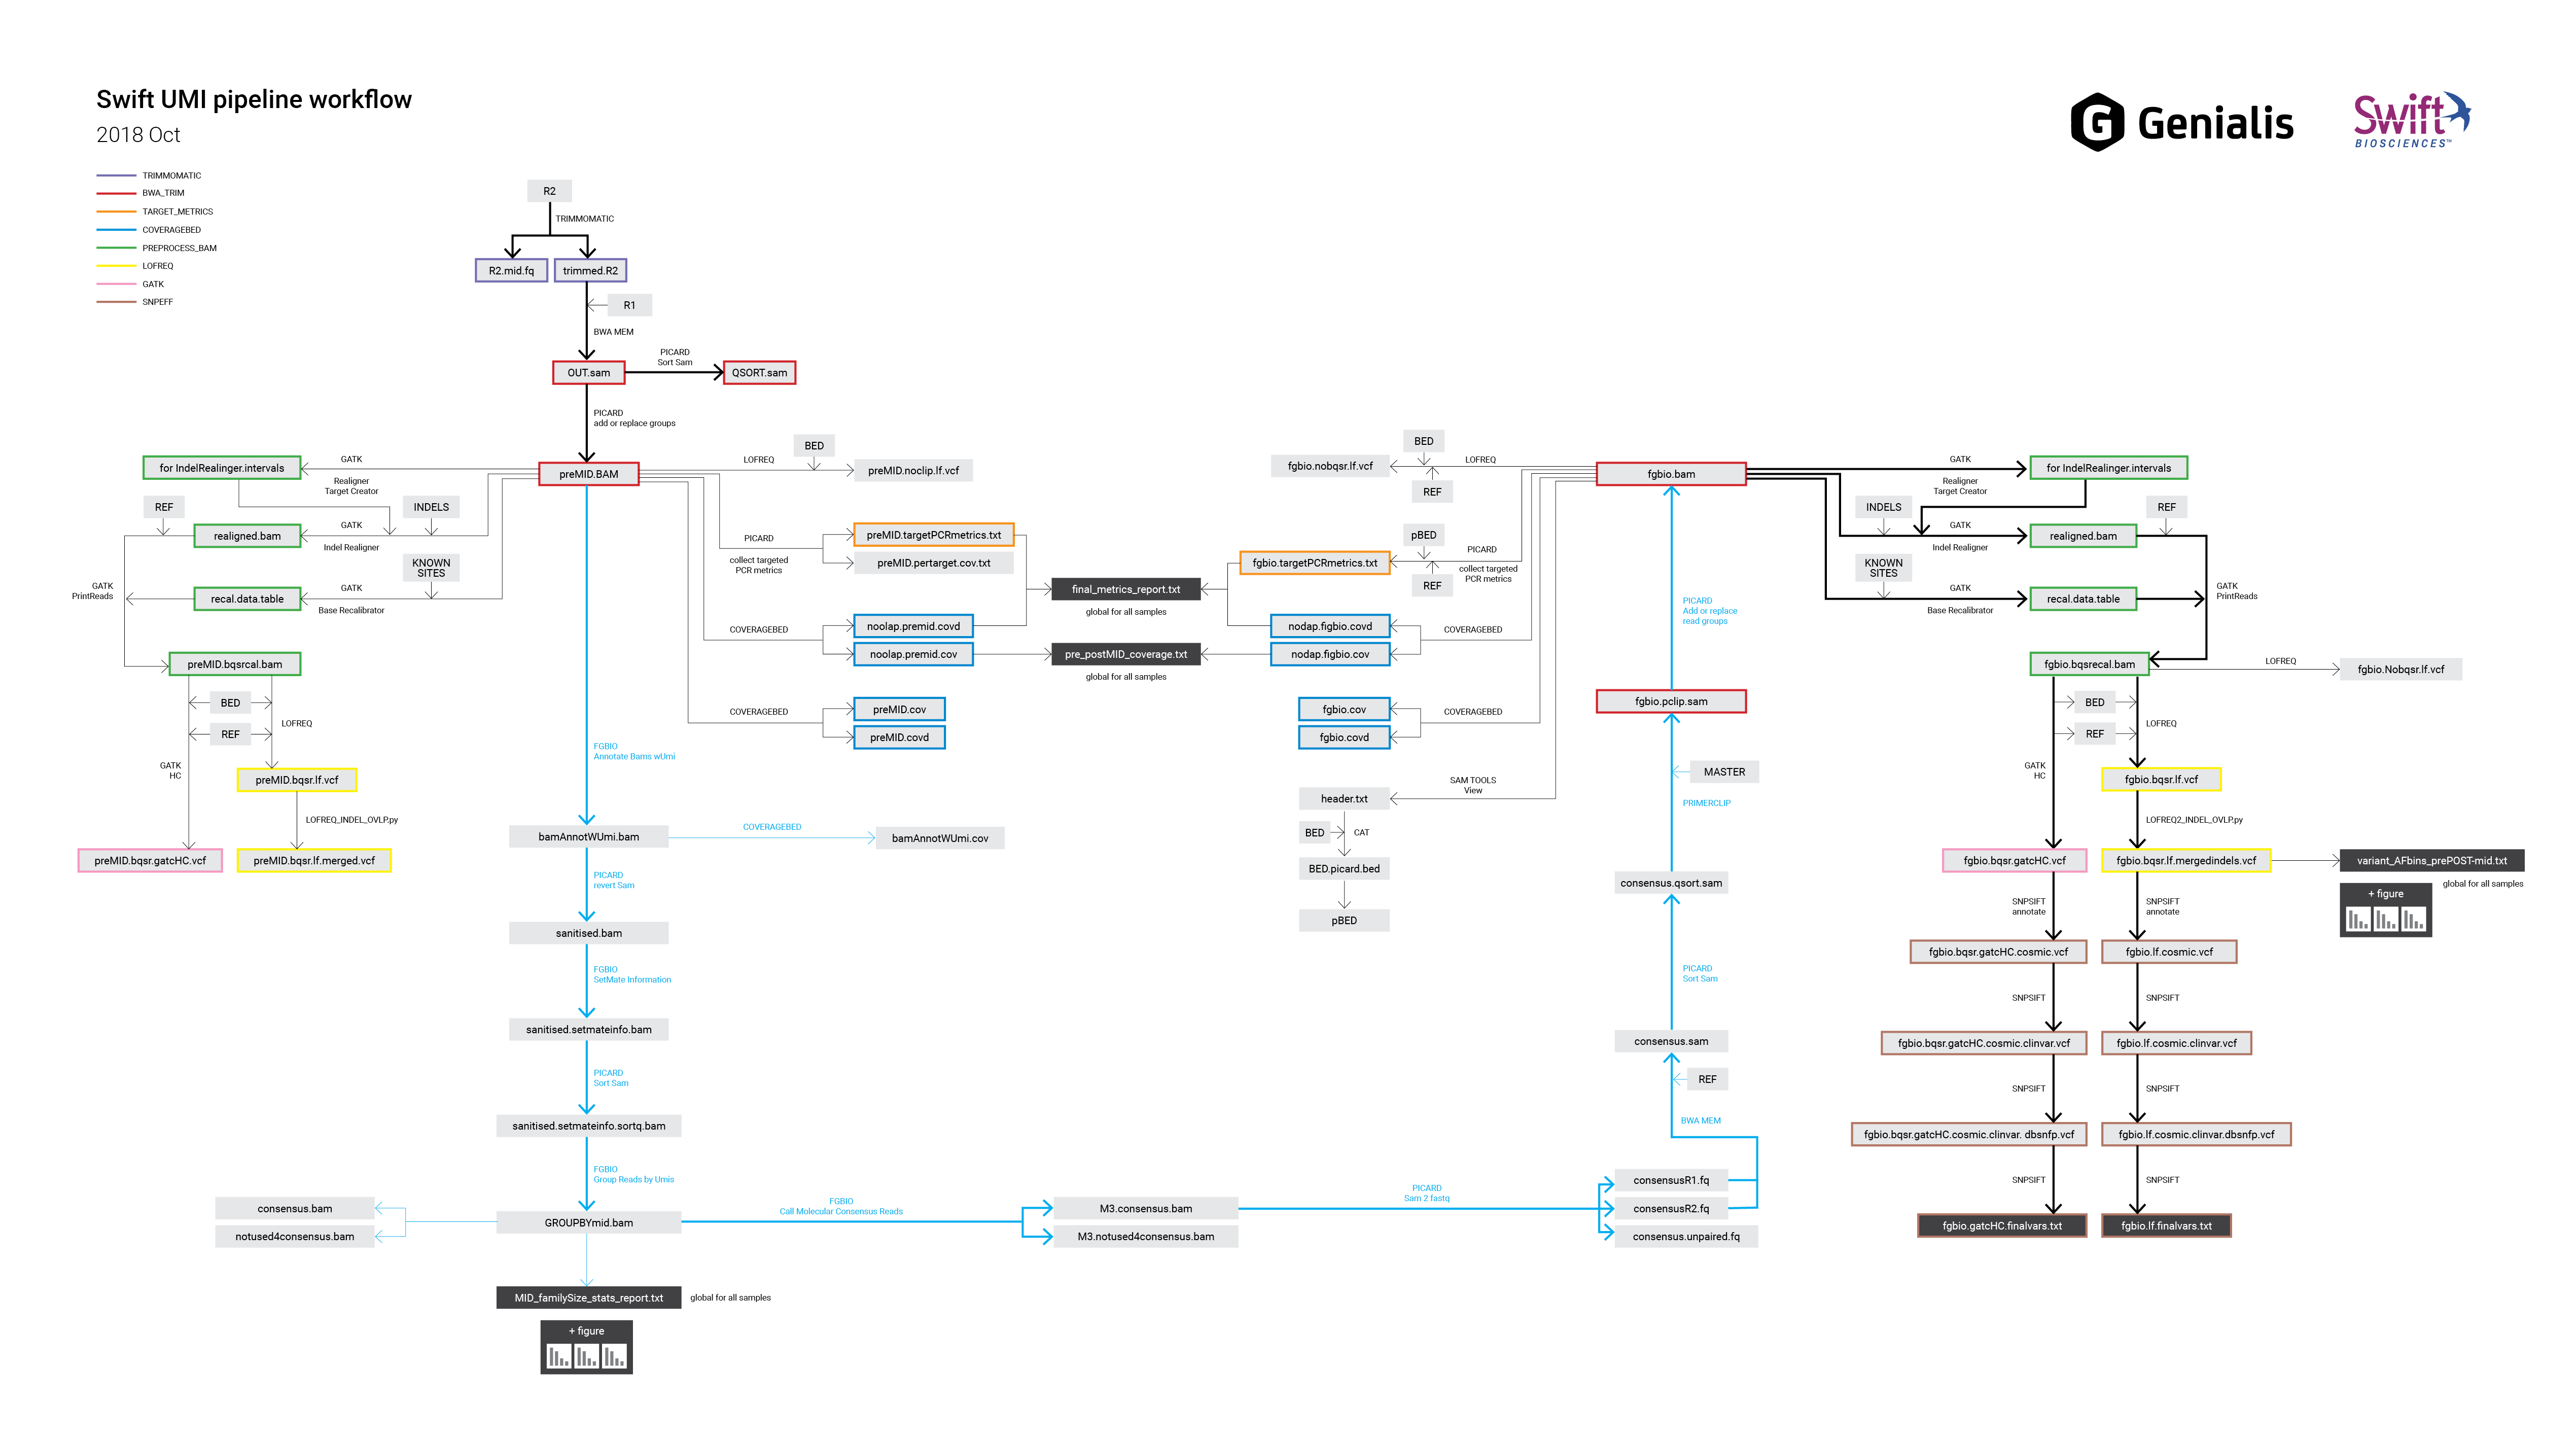 Swift UMI pipeline workflow
2018 Oct
Genialis
Swift
BIOSCIENCES™
TRIMMOMATIC
BWA_TRIM
TARGET_METRICS
COVERAGEBED
PREPROCESS_BAM
LOFREQ
GATK
SNPEFF
R2
TRIMMOMATIC
R2.mid.fq
trimmed.R2
R1
BWA MEM
OUT.sam
PICARD
Sort Sam
QSORT.sam
PICARD
add or replace groups
preMID.BAM
GATK
Realigner
Target Creator
for IndelRealinger.intervals
REF
INDELS
GATK
Indel Realigner
realigned.bam
KNOWN
SITES
GATK
Base Recalibrator
recal.data.table
GATK
PrintReads
preMID.bqsrcal.bam
BED
REF
LOFREQ
GATK
HC
preMID.bqsr.lf.vcf
LOFREQ_INDEL_OVLP.py
preMID.bqsr.gatcHC.vcf
preMID.bqsr.lf.merged.vcf
LOFREQ
BED
preMID.noclip.lf.vcf
PICARD
collect targeted
PCR metrics
preMID.targetPCRmetrics.txt
preMID.pertarget.cov.txt
COVERAGEBED
noolap.premid.covd
noolap.premid.cov
COVERAGEBED
preMID.cov
preMID.covd
final_metrics_report.txt
global for all samples
pre_postMID_coverage.txt
global for all samples
FGBIO
Annotate Bams wUmi
bamAnnotWUmi.bam
COVERAGEBED
bamAnnotWUmi.cov
PICARD
revert Sam
sanitised.bam
FGBIO
SetMate Information
sanitised.setmateinfo.bam
PICARD
Sort Sam
sanitised.setmateinfo.sortq.bam
FGBIO
Group Reads by Umis
GROUPBYmid.bam
consensus.bam
notused4consensus.bam
MID_familySize_stats_report.txt
global for all samples
+ figure
FGBIO
Call Molecular Consensus Reads
M3.consensus.bam
M3.notused4consensus.bam
PICARD
Sam 2 fastq
consensusR1.fq
consensusR2.fq
consensus.unpaired.fq
BWA MEM
REF
consensus.sam
PICARD
Sort Sam
consensus.qsort.sam
PRIMERCLIP
MASTER
fgbio.pclip.sam
PICARD
Add or replace
read groups
fgbio.bam
BED
LOFREQ
REF
fgbio.nobqsr.lf.vcf
pBED
PICARD
collect targeted
PCR metrics
REF
fgbio.targetPCRmetrics.txt
COVERAGEBED
nodap.figbio.covd
nodap.figbio.cov
COVERAGEBED
fgbio.cov
fgbio.covd
SAM TOOLS
View
header.txt
BED
CAT
BED.picard.bed
pBED
GATK
Realigner
Target Creator
for IndelRealinger.intervals
INDELS
GATK
Indel Realigner
realigned.bam
REF
KNOWN
SITES
GATK
Base Recalibrator
recal.data.table
GATK
PrintReads
fgbio.bqsrecal.bam
LOFREQ
fgbio.Nobqsr.lf.vcf
BED
REF
LOFREQ
GATK
HC
fgbio.bqsr.lf.vcf
LOFREQ2_INDEL_OVLP.py
fgbio.bqsr.gatcHC.vcf
fgbio.bqsr.lf.mergedindels.vcf
variant_AFbins_prePOST-mid.txt
global for all samples
+ figure
SNPSIFT
annotate
SNPSIFT
annotate
fgbio.bqsr.gatcHC.cosmic.vcf
fgbio.lf.cosmic.vcf
SNPSIFT
SNPSIFT
fgbio.bqsr.gatcHC.cosmic.clinvar.vcf
fgbio.lf.cosmic.clinvar.vcf
SNPSIFT
SNPSIFT
fgbio.bqsr.gatcHC.cosmic.clinvar. dbsnfp.vcf
fgbio.lf.cosmic.clinvar.dbsnfp.vcf
SNPSIFT
SNPSIFT
fgbio.gatcHC.finalvars.txt
fgbio.lf.finalvars.txt